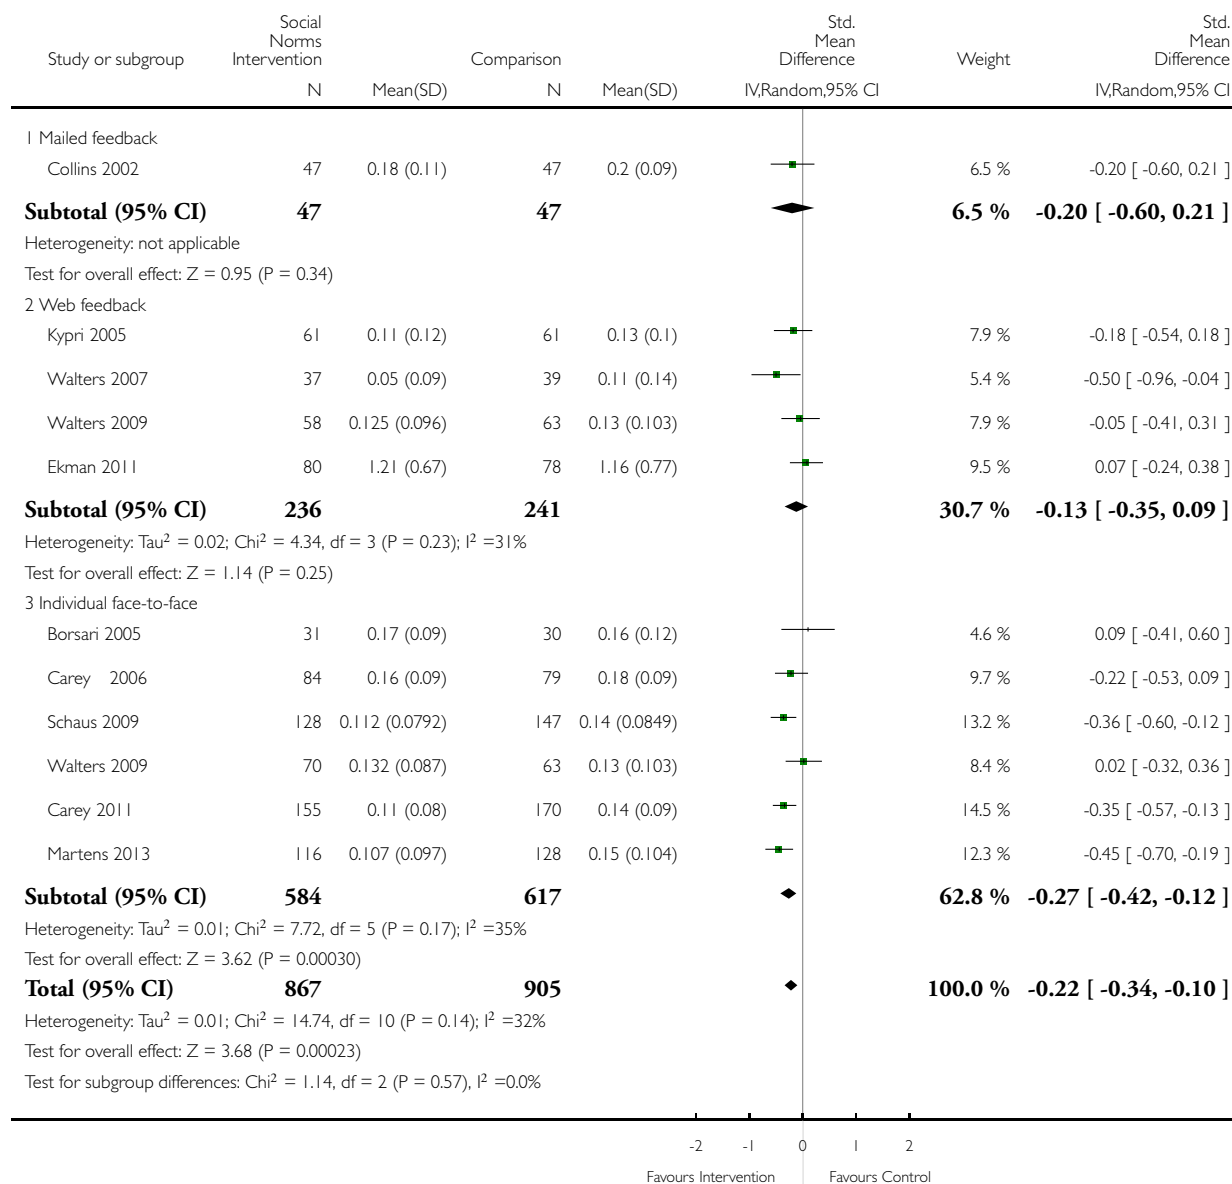 Study or subgroup Social Norms Intervention Comparison Std. Mean Difference Weight Std. Mean Difference
N Mean(SD) N Mean(SD) IV,Random,95% CI IV,Random,95% CI
1 Mailed feedback
Collins 2002 47 0.18 (0.11) 47 0.2 (0.09) 6.5 % -0.20 [ -0.60, 0.21 ]
Subtotal (95% CI) 47 47 6.5 % -0.20 [ -0.60, 0.21 ]
Heterogeneity: not applicable
Test for overall effect: Z = 0.95 (P = 0.34)
2 Web feedback
Kypri 2005 61 0.11 (0.12) 61 0.13 (0.1) 7.9 % -0.18 [ -0.54, 0.18 ]
Walters 2007 37 0.05 (0.09) 39 0.11 (0.14) 5.4 % -0.50 [ -0.96, -0.04 ]
Walters 2009 58 0.125 (0.096) 63 0.13 (0.103) 7.9 % -0.05 [ -0.41, 0.31 ]
Ekman 2011 80 1.21 (0.67) 78 1.16 (0.77) 9.5 % 0.07 [ -0.24, 0.38 ]
Subtotal (95% CI) 236 241 30.7 % -0.13 [ -0.35, 0.09 ]
Heterogeneity: Tau² = 0.02; Chi² = 4.34, df = 3 (P = 0.23); I² =31%
Test for overall effect: Z = 1.14 (P = 0.25)
3 Individual face-to-face
Borsari 2005 31 0.17 (0.09) 30 0.16 (0.12) 4.6 % 0.09 [ -0.41, 0.60 ]
Carey 2006 84 0.16 (0.09) 79 0.18 (0.09) 9.7 % -0.22 [ -0.53, 0.09 ]
Schaus 2009 128 0.112 (0.0792) 147 0.14 (0.0849) 13.2 % -0.36 [ -0.60, -0.12 ]
Walters 2009 70 0.132 (0.087) 63 0.13 (0.103) 8.4 % 0.02 [ -0.32, 0.36 ]
Carey 2011 155 0.11 (0.08) 170 0.14 (0.09) 14.5 % -0.35 [ -0.57, -0.13 ]
Martens 2013 116 0.107 (0.097) 128 0.15 (0.104) 12.3 % -0.45 [ -0.70, -0.19 ]
Subtotal (95% CI) 584 617 62.8 % -0.27 [ -0.42, -0.12 ]
Heterogeneity: Tau² = 0.01; Chi² = 7.72, df = 5 (P = 0.17); I² =35%
Test for overall effect: Z = 3.62 (P = 0.00030)
Total (95% CI) 867 905 100.0 % -0.22 [ -0.34, -0.10 ]
Heterogeneity: Tau² = 0.01; Chi² = 14.74, df = 10 (P = 0.14); I² =32%
Test for overall effect: Z = 3.68 (P = 0.00023)
Test for subgroup differences: Chi² = 1.14, df = 2 (P = 0.57), I² =0.0%
-2 -1 0 1 2
Favours Intervention Favours Control